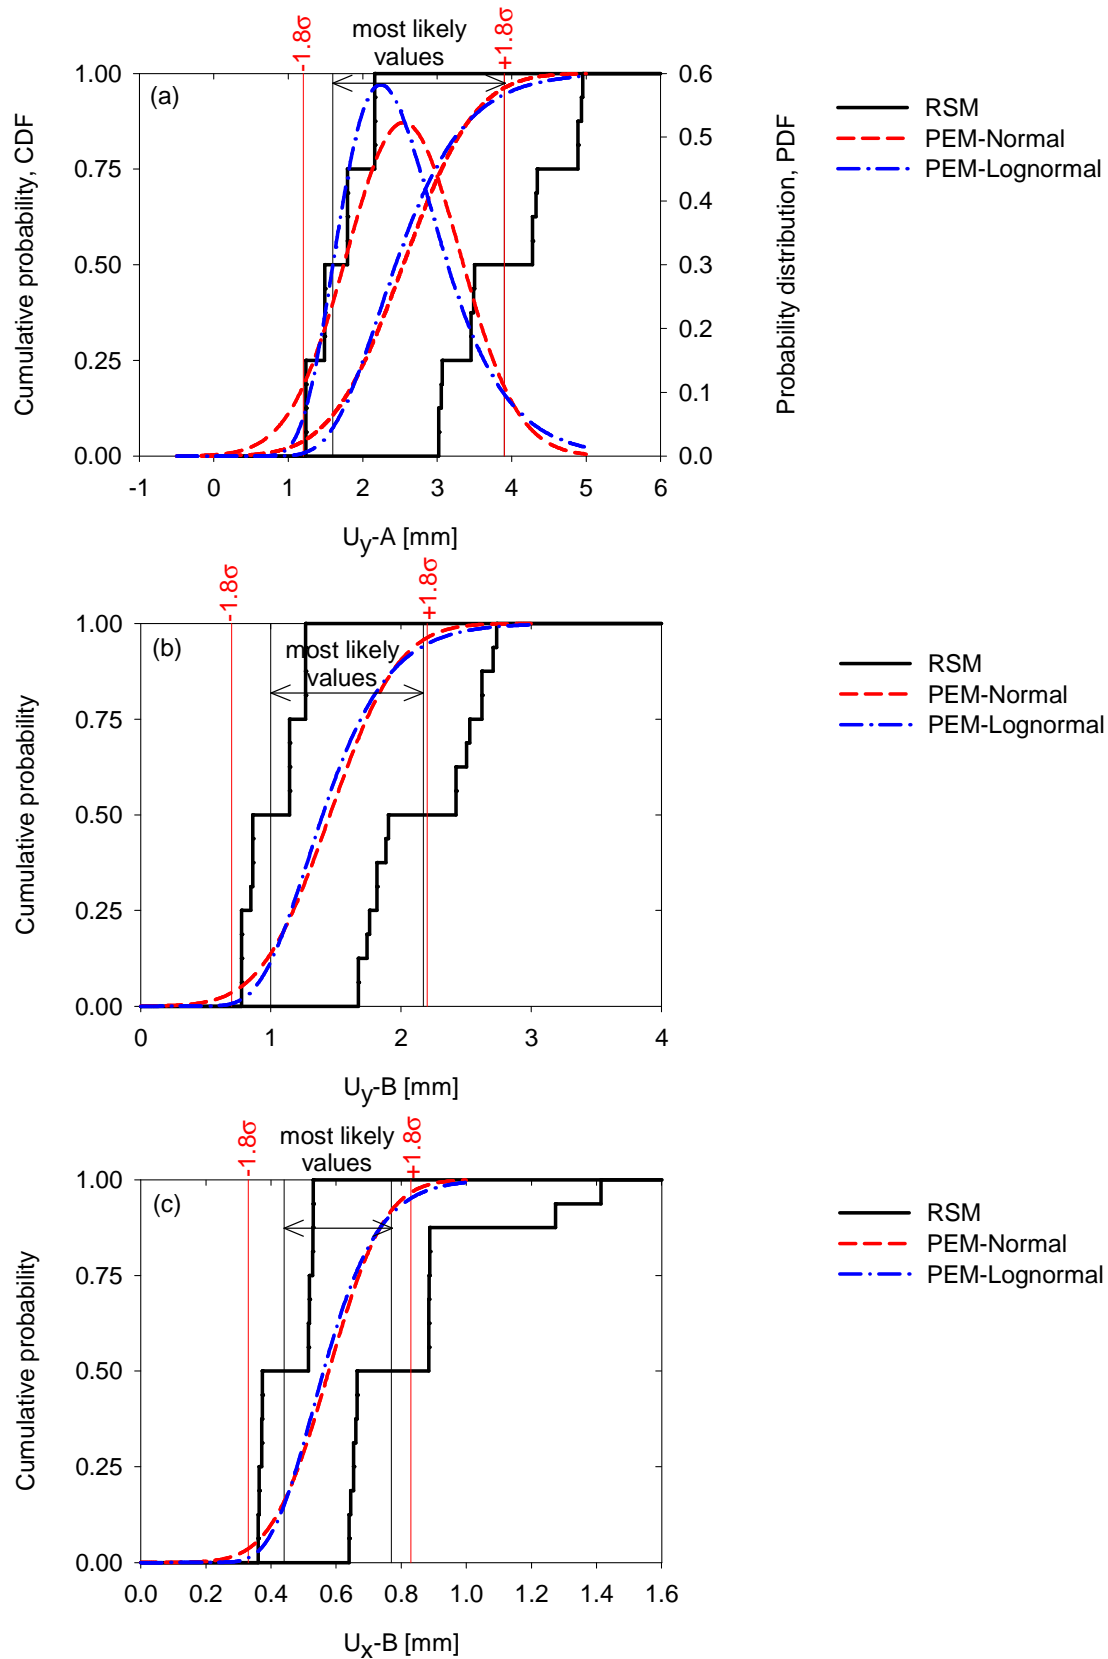 -1.8σ
most likely
values
+1.8σ
1.00
0.75
0.50
0.25
0.00
Cumulative probability, CDF
(a)
0.6
0.5
0.4
0.3
0.2
0.1
0.0
Probability distribution, PDF
-1 0 1 2 3 4 5 6
Uy-A [mm]
RSM
PEM-Normal
PEM-Lognormal
-1.8σ
+1.8σ
1.00
0.75
0.50
0.25
0.00
Cumulative probability
(b)
most likely
values
0 1 2 3 4
Uy-B [mm]
RSM
PEM-Normal
PEM-Lognormal
-1.8σ
most likely
values
+1.8σ
1.00
0.75
0.50
0.25
0.00
Cumulative probability
(c)
0.0 0.2 0.4 0.6 0.8 1.0 1.2 1.4 1.6
Ux-B [mm]
RSM
PEM-Normal
PEM-Lognormal